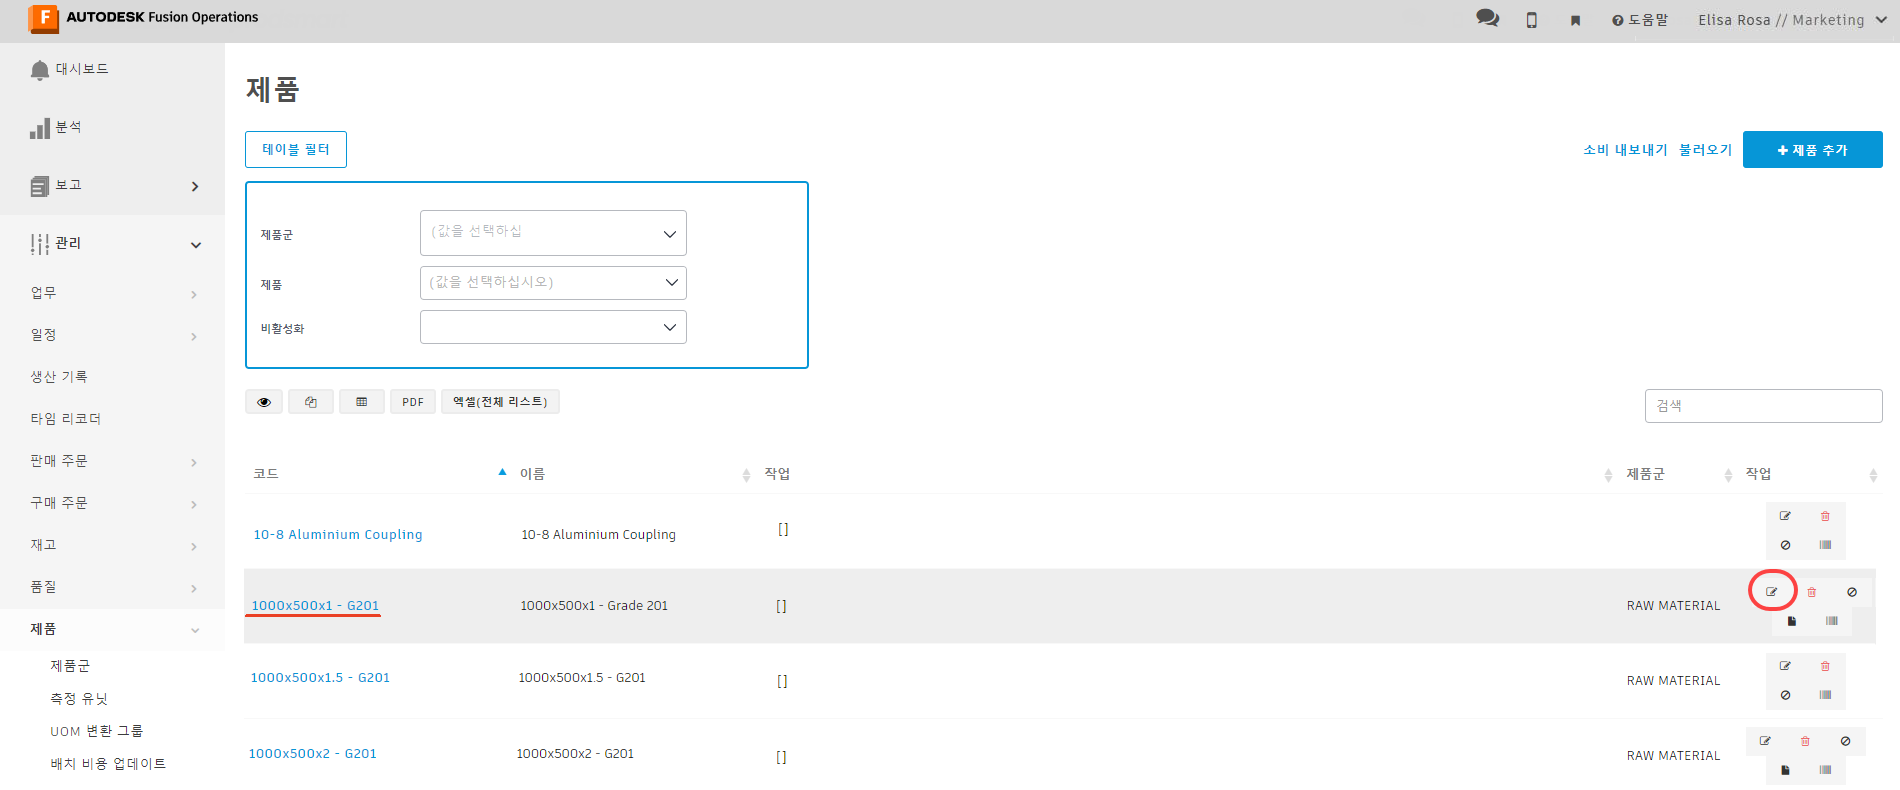 AUTODESK Fusion Operations
도움말
Elisa Rosa // Marketing
대시보드
분석
보고
관리
업무
일정
생산 기록
타임 리코더
판매 주문
구매 주문
재고
품질
제품
제품군
측정 유닛
UOM 변환 그룹
배치 비용 업데이트
제품
테이블 필터
소비 내보내기 불러오기 제품 추가
제품군 (값을 선택하십
제품 (값을 선택하십시오)
비활성화
PDF 엑셀(전체 리스트)
검색
코드 이름 작업 제품군 작업
10-8 Aluminium Coupling 10-8 Aluminium Coupling []
1000x500x1 - G201 1000x500x1 - Grade 201 [] RAW MATERIAL
1000x500x1.5 - G201 1000x500x1.5 - G201 [] RAW MATERIAL
1000x500x2 - G201 1000x500x2 - G201 [] RAW MATERIAL